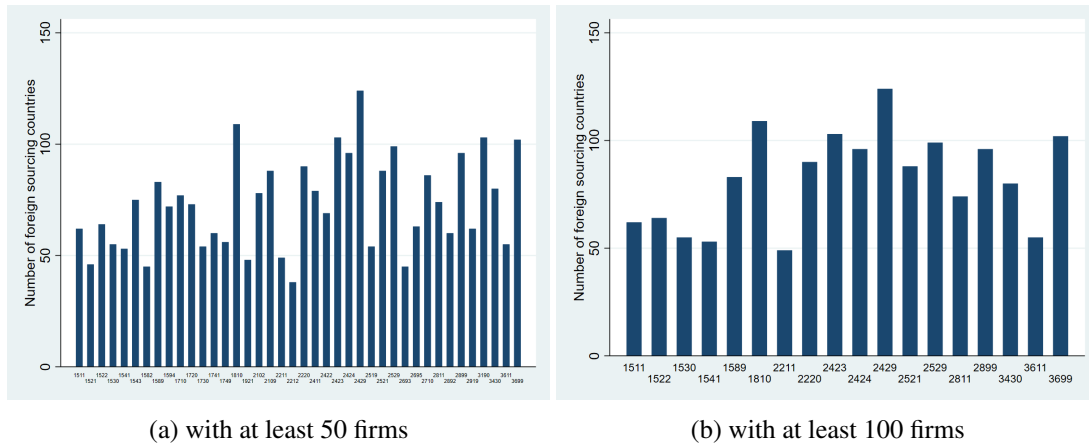 150
100
50
0
Number of foreign sourcing countries
1511 1522 1541 1594 1720 1741 1810 2102 2211 2220 2422 2424 2519 2529 2695 2811 2899 3190 3611
1521 1530 1543 1589 1710 1730 1749 1921 2109 2212 2411 2423 2429 2521 2693 2710 2892 2919 3430 3699
(a) with at least 50 firms
150
100
50
0
Number of foreign sourcing countries
1511 1530 1589 2211 2423 2429 2529 2899 3611
1522 1541 1810 2220 2424 2521 2811 3430 3699
(b) with at least 100 firms